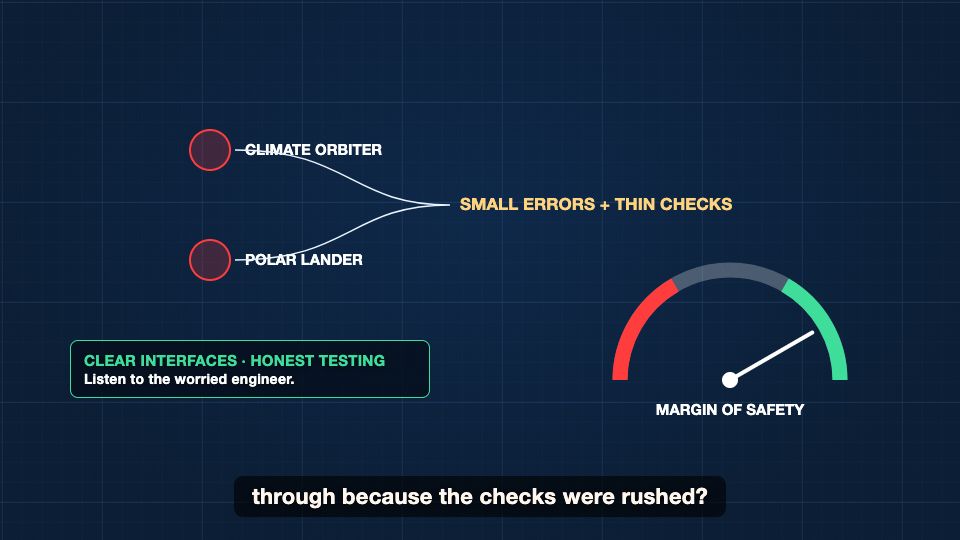 CLIMATE ORBITER
SMALL ERRORS + THIN CHECKS
POLAR LANDER
CLEAR INTERFACES · HONEST TESTING
Listen to the worried engineer.
MARGIN OF SAFETY
through because the checks were rushed?